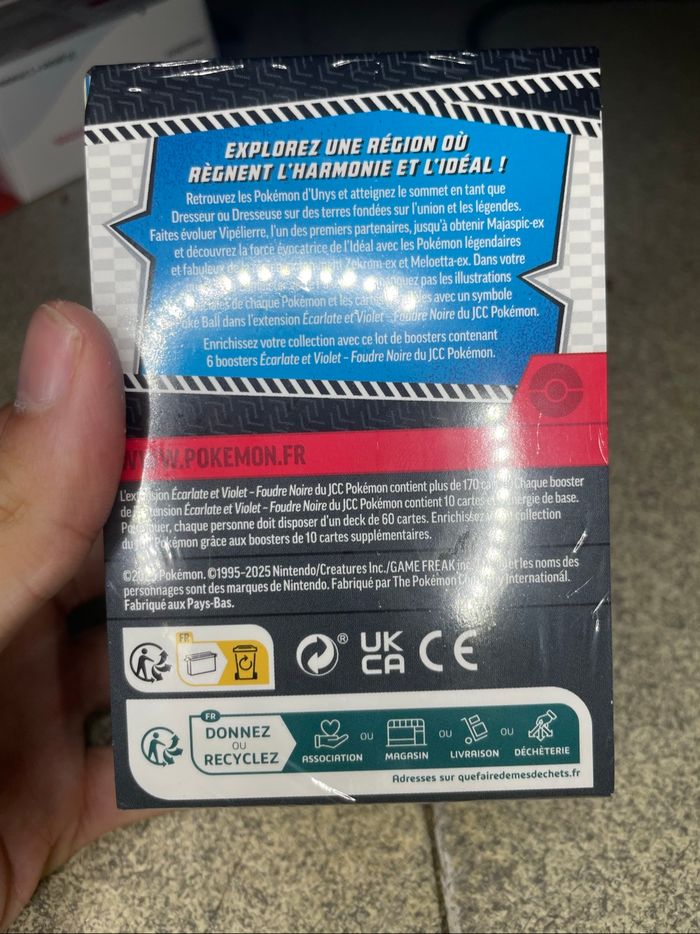 EXPLOREZ UNE RÉGION OÙ
RÈGNENT L'HARMONIE ET L'IDÉAL !
Retrouvez les Pokémon d'Unys et atteignez le sommet en tant que
Dresseur ou Dresseuse sur des terres fondées sur l'union et les légendes.
Faites évoluer Vipélierre, l'un des premiers partenaires, jusqu'à obtenir Majaspic-ex
et découvrez la force évocatrice de l'Idéal avec les Pokémon légendaires
et fabuleux Zekrom-ex et Meloetta-ex. Dans votre
manquez pas les illustrations
de chaque Pokémon et les avec un symbole
Poké Ball dans l'extension Écarlate et Violet – Foudre Noire du JCC Pokémon.
Enrichissez votre collection avec ce lot de boosters contenant
6 boosters Écarlate et Violet – Foudre Noire du JCC Pokémon.
WWW.POKEMON.FR
L'extension Écarlate et Violet – Foudre Noire du JCC Pokémon contient plus de 170 Chaque booster
de Écarlate et Violet – Foudre Noire du JCC Pokémon contient 10 cartes et énergie de base.
chaque personne doit disposer d'un deck de 60 cartes. Enrichissez collection
du JCC Pokémon grâce aux boosters de 10 cartes supplémentaires.
Pokémon. ©1995-2025 Nintendo/Creatures Inc./GAME FREAK inc. et les noms des
personnages sont des marques de Nintendo. Fabriqué par The Pokémon Company International.
Fabriqué aux Pays-Bas.
FR
® UK
CA CE
FR
DONNEZ
OU
RECYCLEZ
ASSOCIATION OU MAGASIN OU LIVRAISON OU DÉCHÈTERIE
Adresses sur quefairedemesdechets.fr